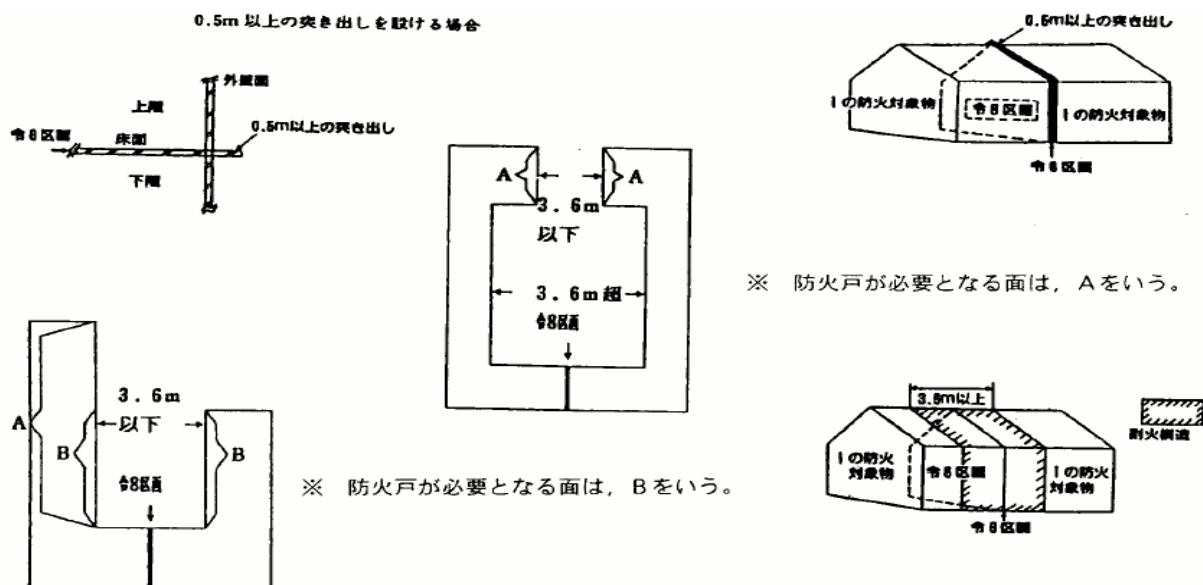 0.5m 以上の突き出しを設ける場合
外壁面
上階
令8区画
床面
0.5m以上の突き出し
下階
0.5m以上の突き出し
1の防火対象物
令8区画
1の防火対象物
令8区画
A
A
3.6m
以下
3.6m超
令8区画
※ 防火戸が必要となる面は，Aをいう。
3.6m
以下
A
B
B
令8区画
※ 防火戸が必要となる面は，Bをいう。
3.6m以上
耐火構造
1の防火
対象物
令8区画
1の防火
対象物
令8区画